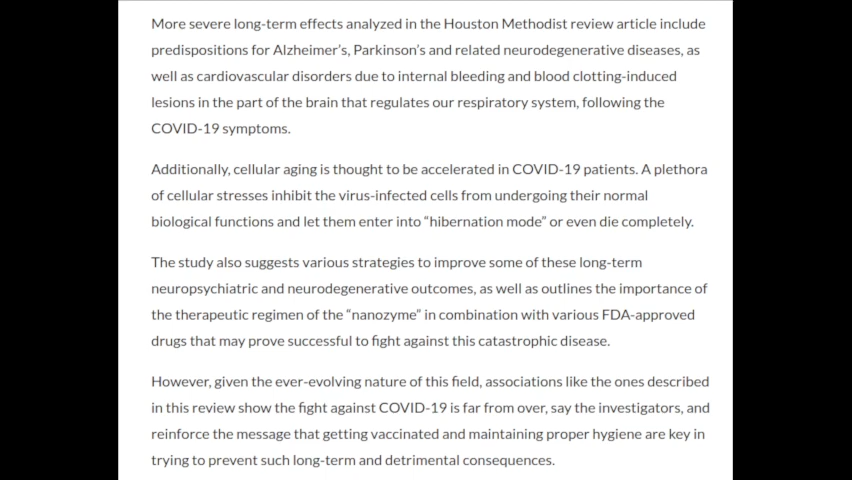 More severe long-term effects analyzed in the Houston Methodist review article include
predispositions for Alzheimer's, Parkinson's and related neurodegenerative diseases, as
well as cardiovascular disorders due to internal bleeding and blood clotting-induced
lesions in the part of the brain that regulates our respiratory system, following the
COVID-19 symptoms.
Additionally, cellular aging is thought to be accelerated in COVID-19 patients. A plethora
of cellular stresses inhibit the virus-infected cells from undergoing their normal
biological functions and let them enter into “hibernation mode” or even die completely.
The study also suggests various strategies to improve some of these long-term
neuropsychiatric and neurodegenerative outcomes, as well as outlines the importance of
the therapeutic regimen of the “nanozyme” in combination with various FDA-approved
drugs that may prove successful to fight against this catastrophic disease.
However, given the ever-evolving nature of this field, associations like the ones described
in this review show the fight against COVID-19 is far from over, say the investigators, and
reinforce the message that getting vaccinated and maintaining proper hygiene are key in
trying to prevent such long-term and detrimental consequences.